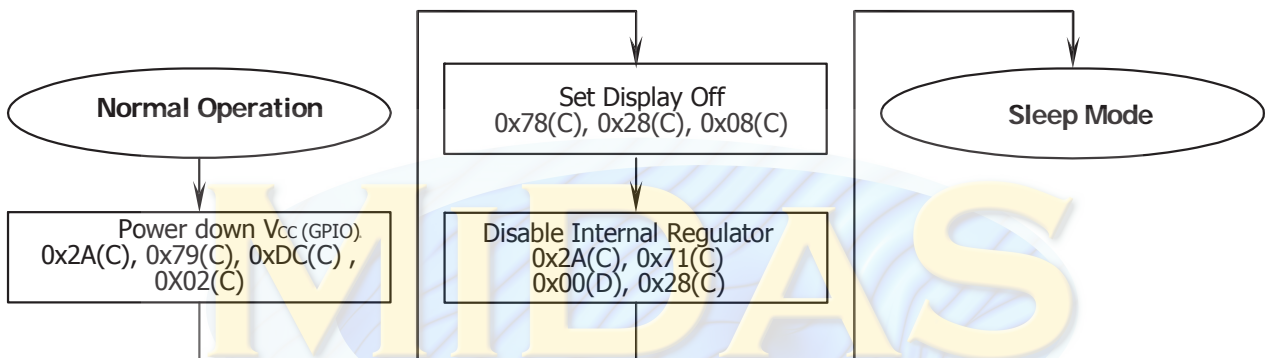 Normal Operation
Power down Vcc (GPIO).
0x2A(C), 0x79(C), 0xDC(C) ,
0X02(C)
Set Display Off
0x78(C), 0x28(C), 0x08(C)
Disable Internal Regulator
0x2A(C), 0x71(C)
0x00(D), 0x28(C)
Sleep Mode
MIDAS